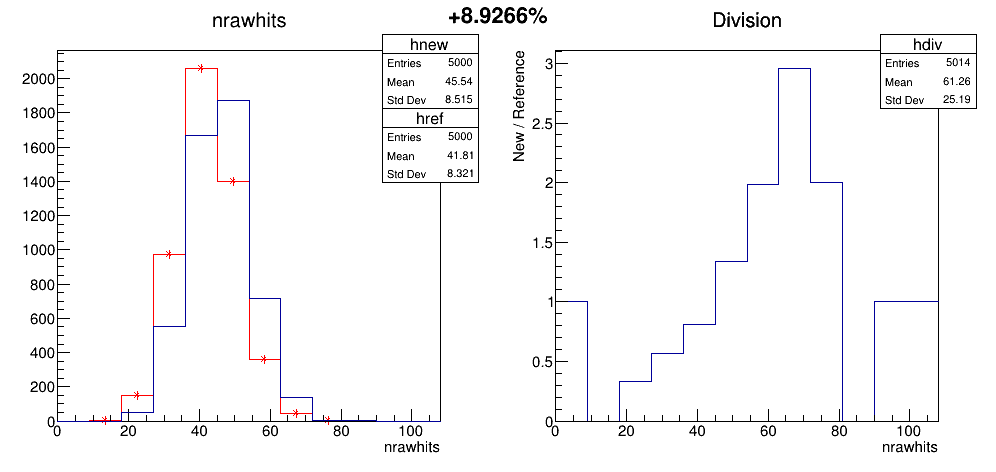 +8.9266%
nrawhits
hnew
Entries 5000
Mean 45.54
Std Dev 8.515
href
Entries 5000
Mean 41.81
Std Dev 8.321
2000
1800
1600
1400
1200
1000
800
600
400
200
0
0 20 40 60 80 100
nrawhits
Division
hdiv
Entries 5014
Mean 61.26
Std Dev 25.19
New / Reference
3
2.5
2
1.5
1
0.5
0
0 20 40 60 80 100
nrawhits